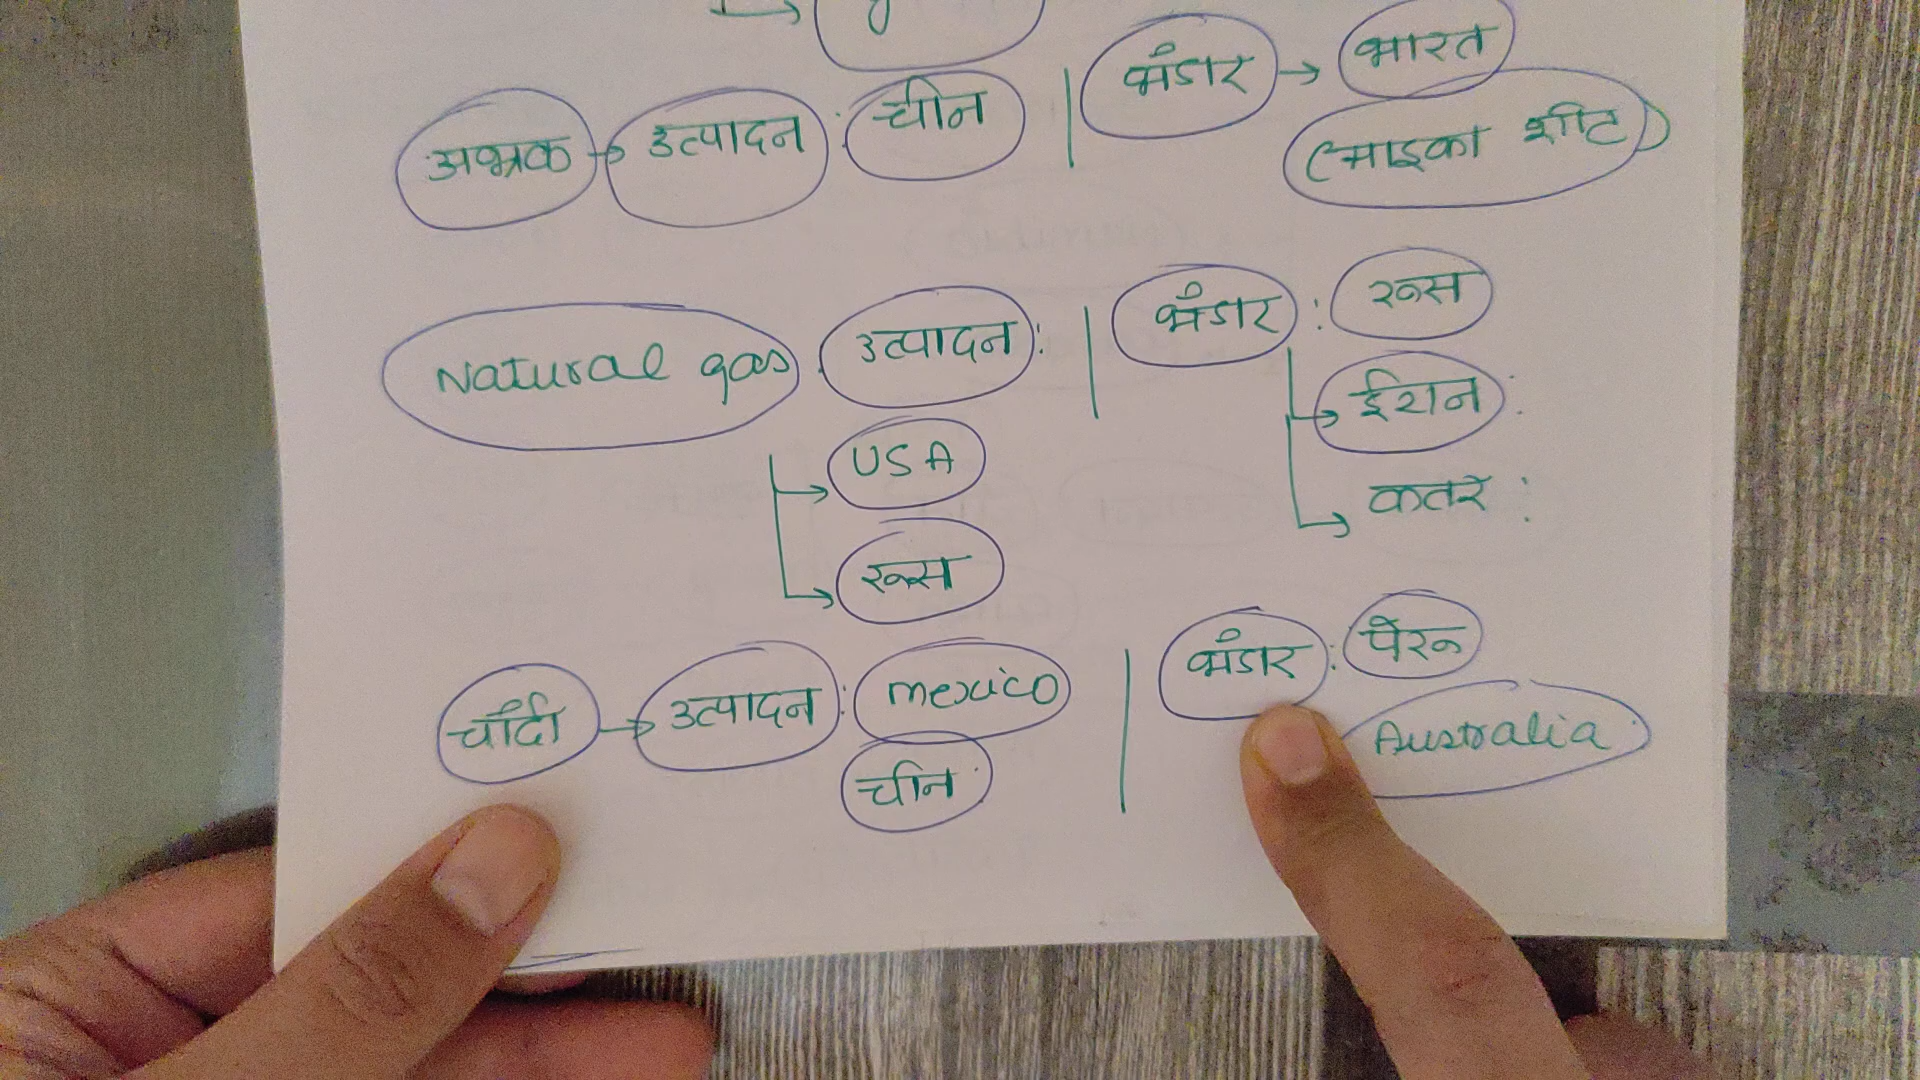 अभ्रक → उत्पादन : चीन | भंडार → भारत
(माइका शीट)
Natural gas उत्पादन : | भंडार : रूस
→ ईरान :
→ USA
→ कतर :
→ रूस
चाँदी → उत्पादन : mexico | भंडार : पेरू
चीन
Australia